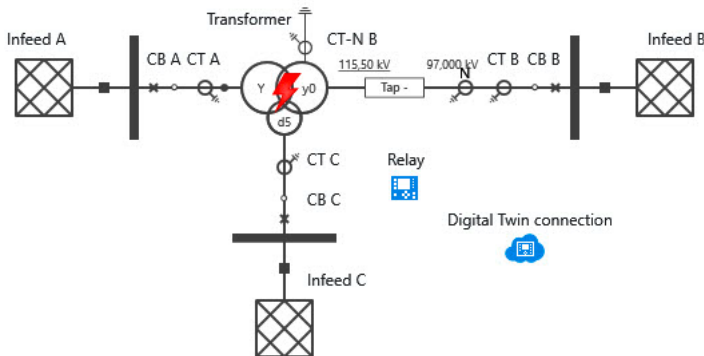 Transformer
Infeed A
CT-N B
Infeed B
CB A CT A
115,50 kV
97,000 kV
N
CT B CB B
Y
y0
Tap -
d5
CT C
Relay
CB C
Digital Twin connection
Infeed C